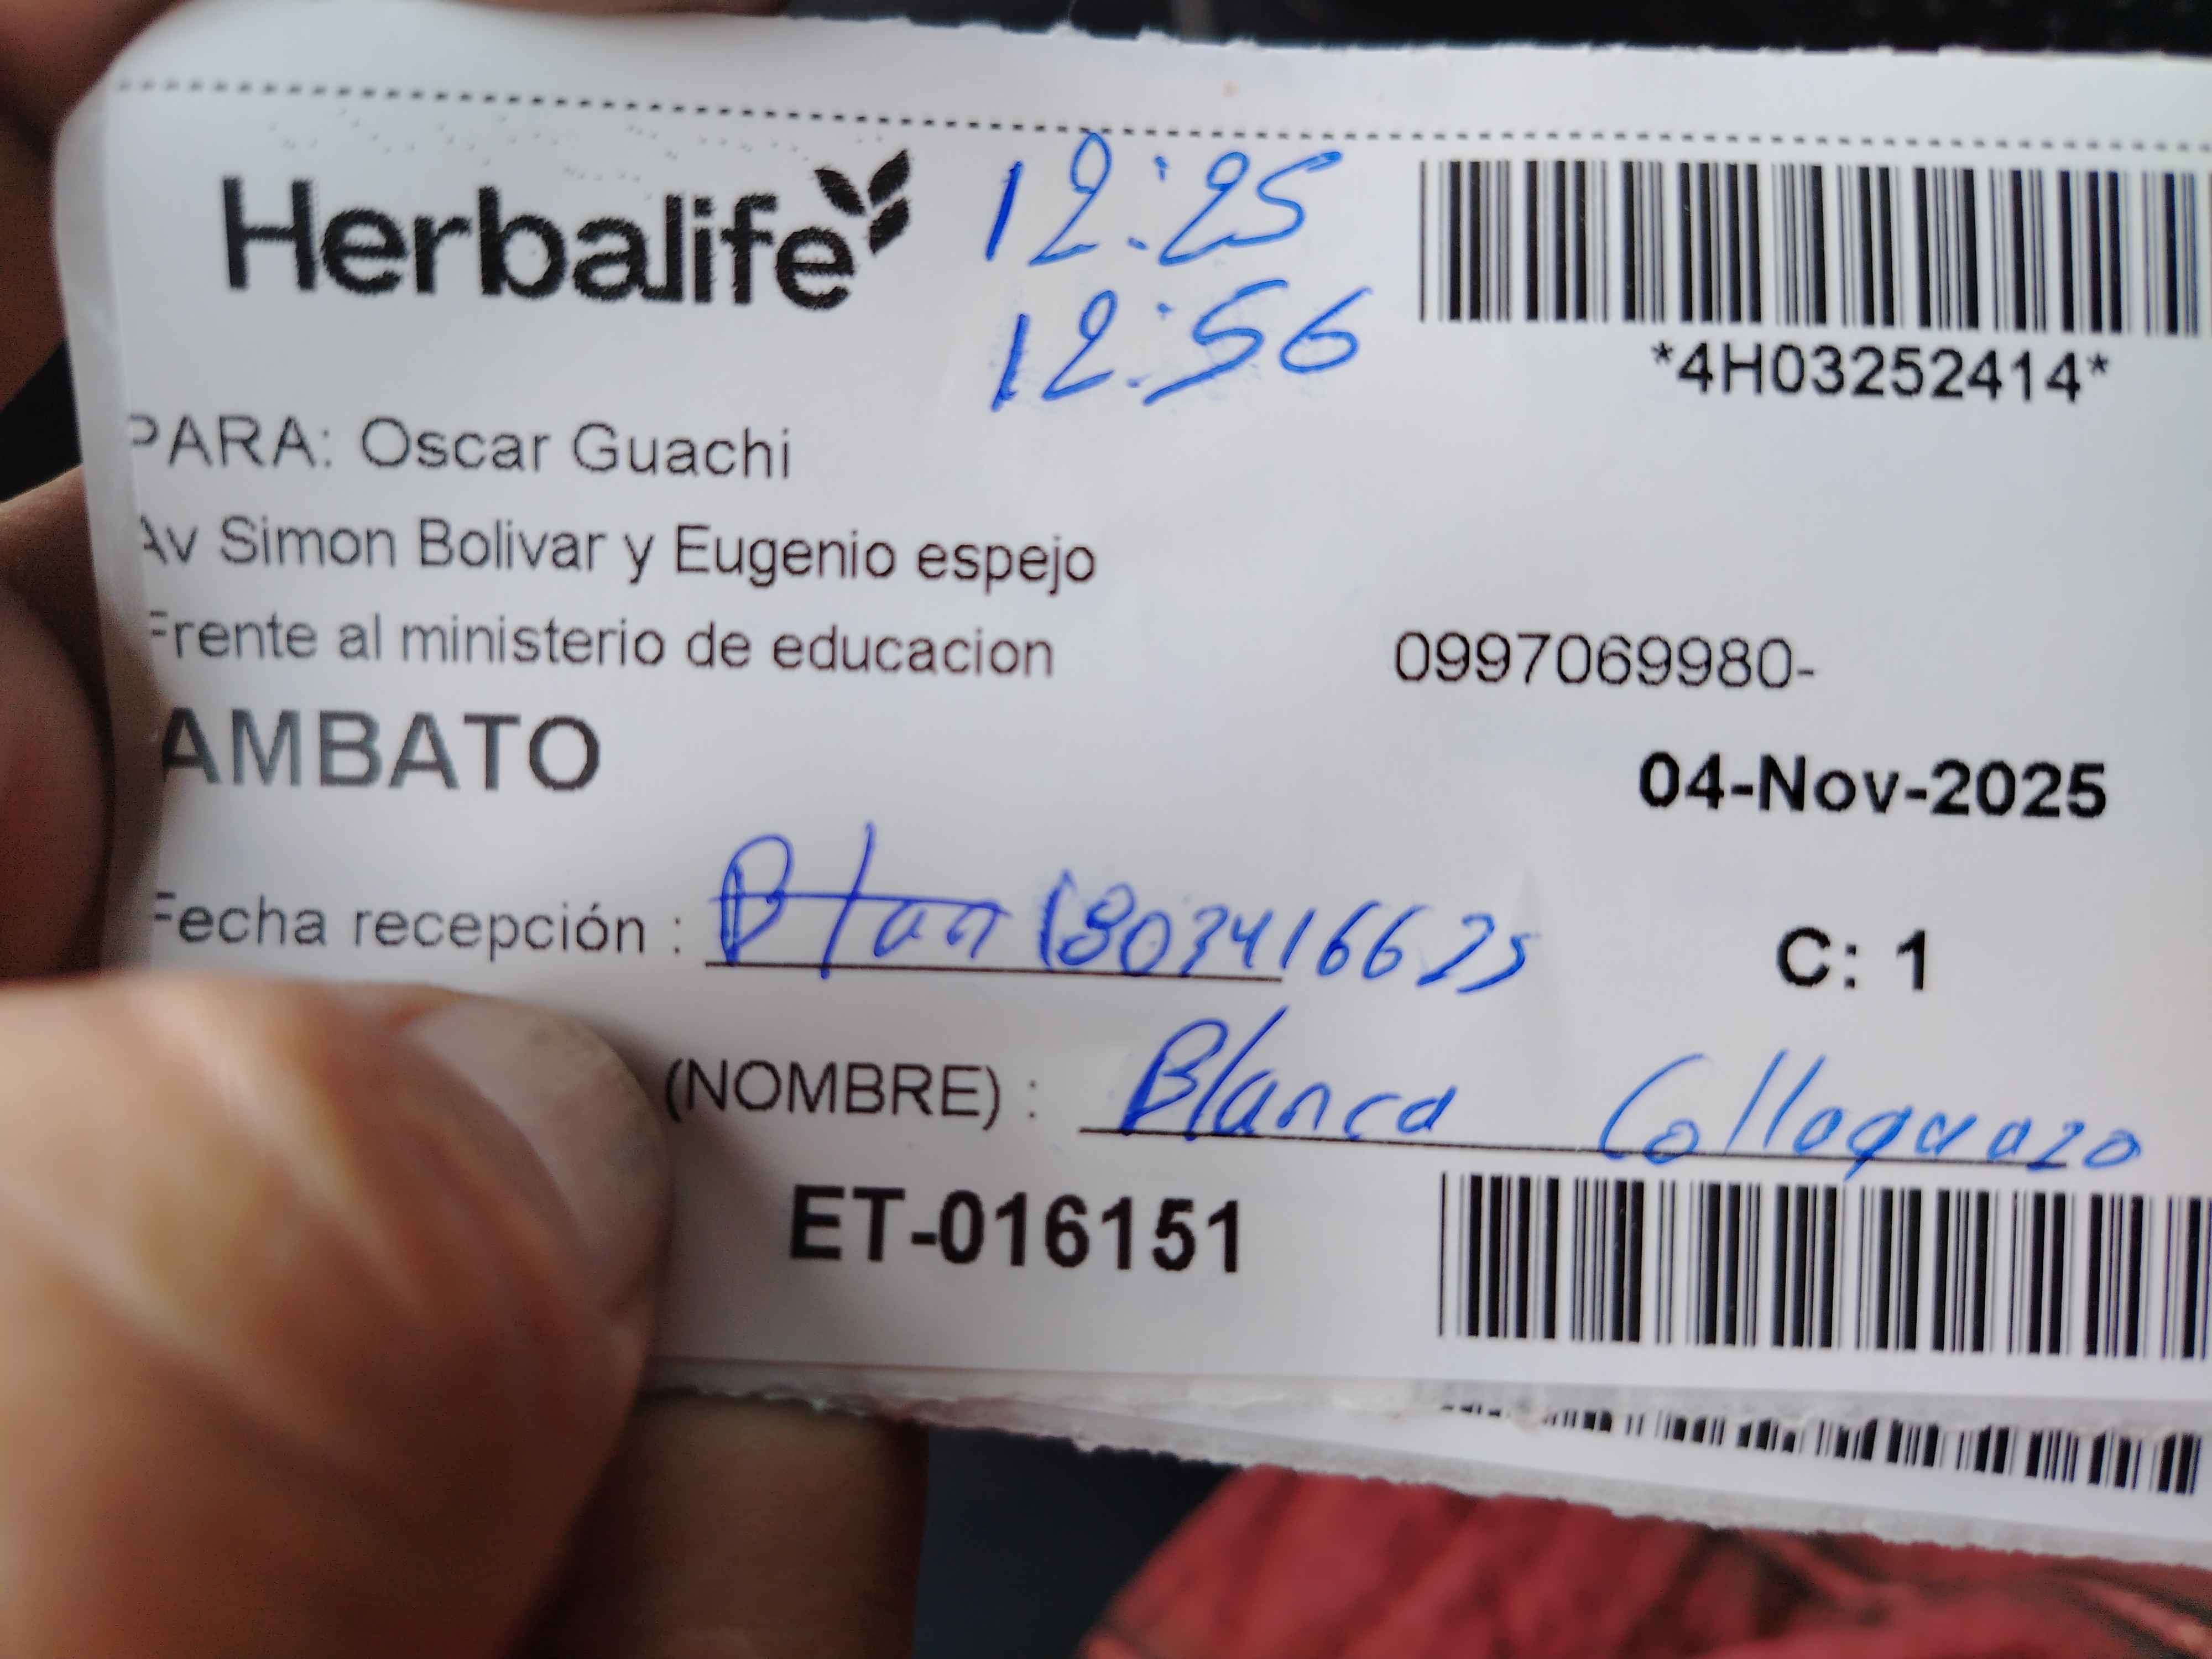 Herbalife
12:25
12:56
*4H03252414*
PARA: Oscar Guachi
Av Simon Bolivar y Eugenio espejo
Frente al ministerio de educacion 0997069980-
AMBATO
04-Nov-2025
Fecha recepción : Blan 1803416625
C: 1
(NOMBRE) : Blanca Collaguazo
ET-016151